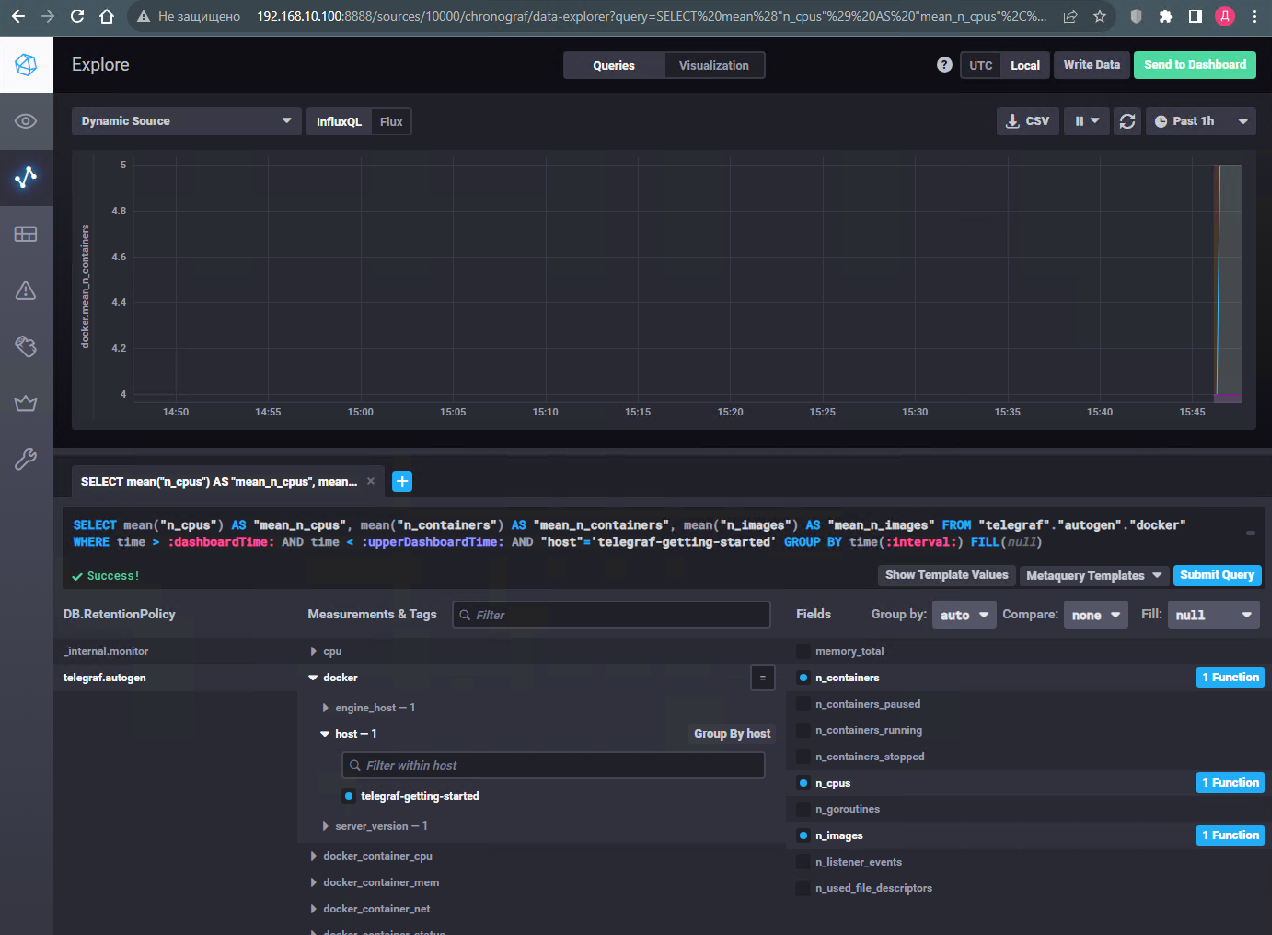 Не защищено 192.168.10.100:8888/sources/10000/chronograf/data-explorer?query=SELECT%20mean%28"n_cpus"%29%20AS%20"mean_n_cpus"%2C%... Д
Explore Queries Visualization ? UTC Local Write Data Send to Dashboard
Dynamic Source InfluxQL Flux CSV Past 1h
docker.mean_n_containers
5
4.8
4.6
4.4
4.2
4
14:50 14:55 15:00 15:05 15:10 15:15 15:20 15:25 15:30 15:35 15:40 15:45
SELECT mean("n_cpus") AS "mean_n_cpus", mean...
SELECT mean("n_cpus") AS "mean_n_cpus", mean("n_containers") AS "mean_n_containers", mean("n_images") AS "mean_n_images" FROM "telegraf"."autogen"."docker"
WHERE time > :dashboardTime: AND time < :upperDashboardTime: AND "host"='telegraf-getting-started' GROUP BY time(:interval:) FILL(null)
Success! Show Template Values Metaquery Templates Submit Query
DB.RetentionPolicy Measurements & Tags Filter Fields Group by: auto Compare: none Fill: null
_internal.monitor cpu memory_total
telegraf.autogen docker = n_containers 1 Function
engine_host — 1 n_containers_paused
host — 1 Group By host n_containers_running
Filter within host n_containers_stopped
n_cpus 1 Function
telegraf-getting-started n_goroutines
server_version — 1 n_images 1 Function
docker_container_cpu n_listener_events
docker_container_mem n_used_file_descriptors
docker_container_net
docker_container_status